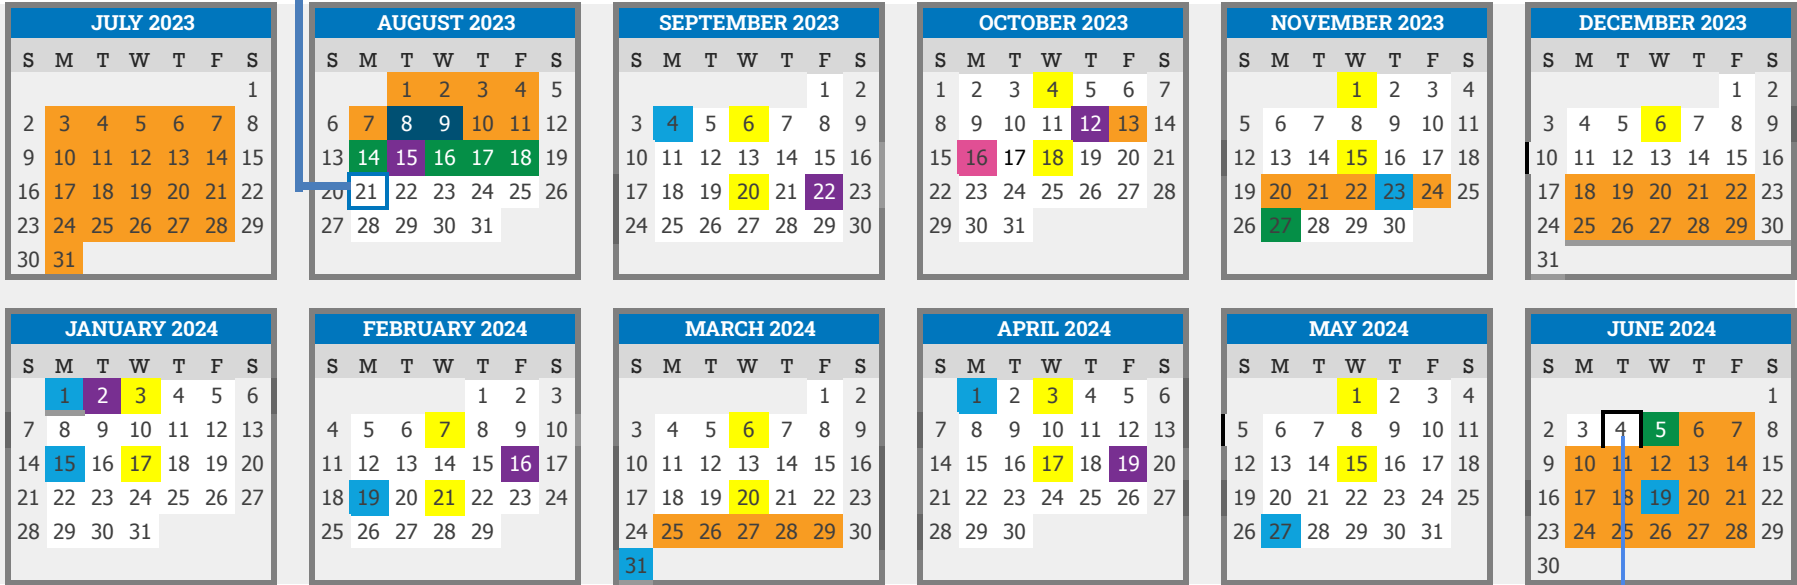 JULY 2023
S M T W T F S
1
2 3 4 5 6 7 8
9 10 11 12 13 14 15
16 17 18 19 20 21 22
23 24 25 26 27 28 29
30 31
AUGUST 2023
S M T W T F S
1 2 3 4 5
6 7 8 9 10 11 12
13 14 15 16 17 18 19
20 21 22 23 24 25 26
27 28 29 30 31
SEPTEMBER 2023
S M T W T F S
1 2
3 4 5 6 7 8 9
10 11 12 13 14 15 16
17 18 19 20 21 22 23
24 25 26 27 28 29 30
OCTOBER 2023
S M T W T F S
1 2 3 4 5 6 7
8 9 10 11 12 13 14
15 16 17 18 19 20 21
22 23 24 25 26 27 28
29 30 31
NOVEMBER 2023
S M T W T F S
1 2 3 4
5 6 7 8 9 10 11
12 13 14 15 16 17 18
19 20 21 22 23 24 25
26 27 28 29 30
DECEMBER 2023
S M T W T F S
1 2
3 4 5 6 7 8 9
10 11 12 13 14 15 16
17 18 19 20 21 22 23
24 25 26 27 28 29 30
31
JANUARY 2024
S M T W T F S
1 2 3 4 5 6
7 8 9 10 11 12 13
14 15 16 17 18 19 20
21 22 23 24 25 26 27
28 29 30 31
FEBRUARY 2024
S M T W T F S
1 2 3
4 5 6 7 8 9 10
11 12 13 14 15 16 17
18 19 20 21 22 23 24
25 26 27 28 29
MARCH 2024
S M T W T F S
1 2
3 4 5 6 7 8 9
10 11 12 13 14 15 16
17 18 19 20 21 22 23
24 25 26 27 28 29 30
31
APRIL 2024
S M T W T F S
1 2 3 4 5 6
7 8 9 10 11 12 13
14 15 16 17 18 19 20
21 22 23 24 25 26 27
28 29 30
MAY 2024
S M T W T F S
1 2 3 4
5 6 7 8 9 10 11
12 13 14 15 16 17 18
19 20 21 22 23 24 25
26 27 28 29 30 31
JUNE 2024
S M T W T F S
1
2 3 4 5 6 7 8
9 10 11 12 13 14 15
16 17 18 19 20 21 22
23 24 25 26 27 28 29
30